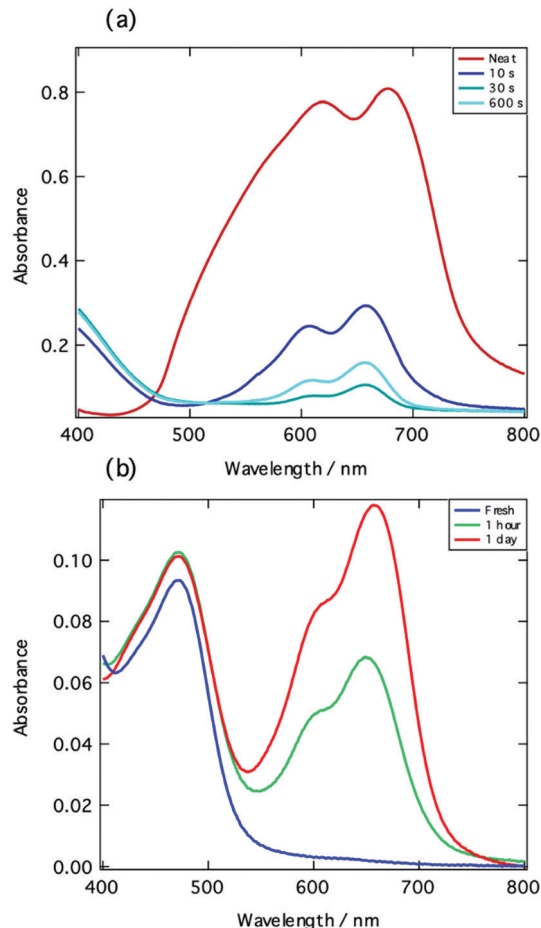 (a)
Absorbance
0.8
0.6
0.4
0.2
Neat
10 s
30 s
600 s
400 500 600 700 800
Wavelength / nm
(b)
Absorbance
0.10
0.08
0.06
0.04
0.02
0.00
Fresh
1 hour
1 day
400 500 600 700 800
Wavelength / nm